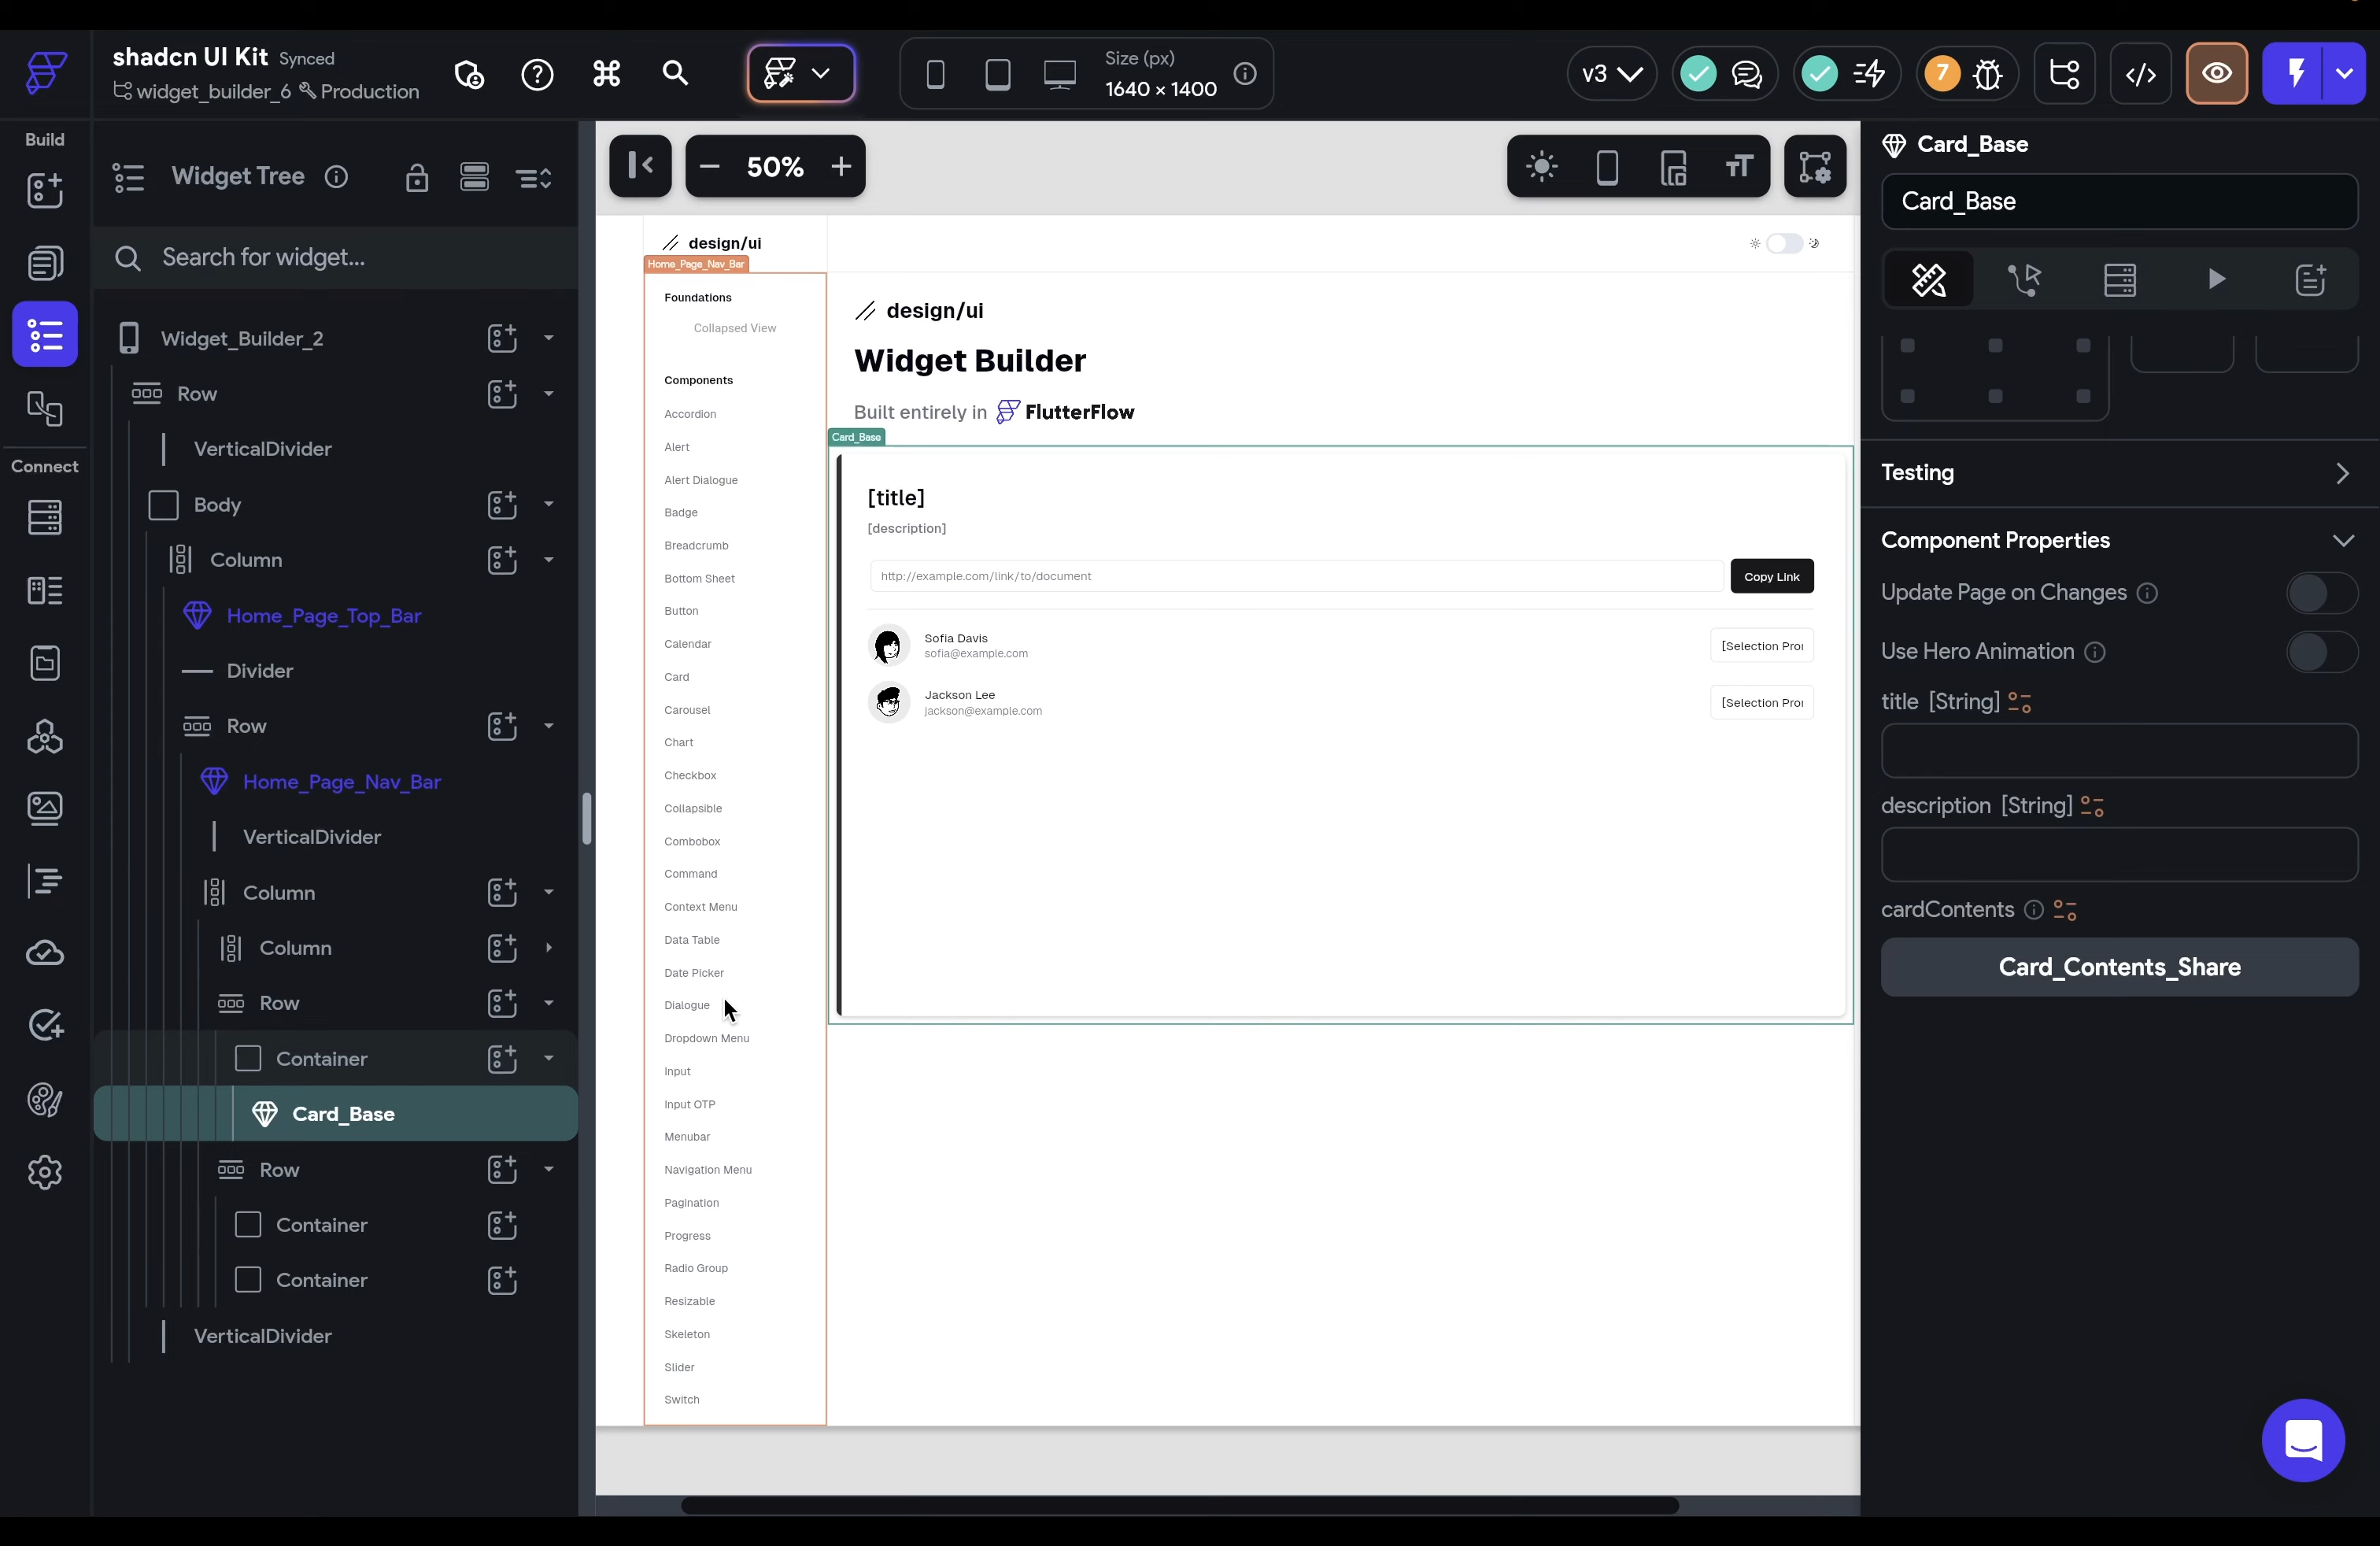 shadcn UI Kit Synced
widget_builder_6 Production
Size (px)
1640 × 1400
v3
7
Build
Connect
Widget Tree
Search for widget...
Widget_Builder_2
Row
VerticalDivider
Body
Column
Home_Page_Top_Bar
Divider
Row
Home_Page_Nav_Bar
VerticalDivider
Column
Column
Row
Container
Card_Base
Row
Container
Container
VerticalDivider
50%
design/ui
Home_Page_Nav_Bar
Foundations
Collapsed View
Components
Accordion
Alert
Alert Dialogue
Badge
Breadcrumb
Bottom Sheet
Button
Calendar
Card
Carousel
Chart
Checkbox
Collapsible
Combobox
Command
Context Menu
Data Table
Date Picker
Dialogue
Dropdown Menu
Input
Input OTP
Menubar
Navigation Menu
Pagination
Progress
Radio Group
Resizable
Skeleton
Slider
Switch
design/ui
Widget Builder
Built entirely in FlutterFlow
Card_Base
[title]
[description]
http://example.com/link/to/document
Copy Link
Sofia Davis
sofia@example.com
[Selection Pro
Jackson Lee
jackson@example.com
[Selection Pro
Card_Base
Card_Base
Testing
Component Properties
Update Page on Changes
Use Hero Animation
title [String]
description [String]
cardContents
Card_Contents_Share